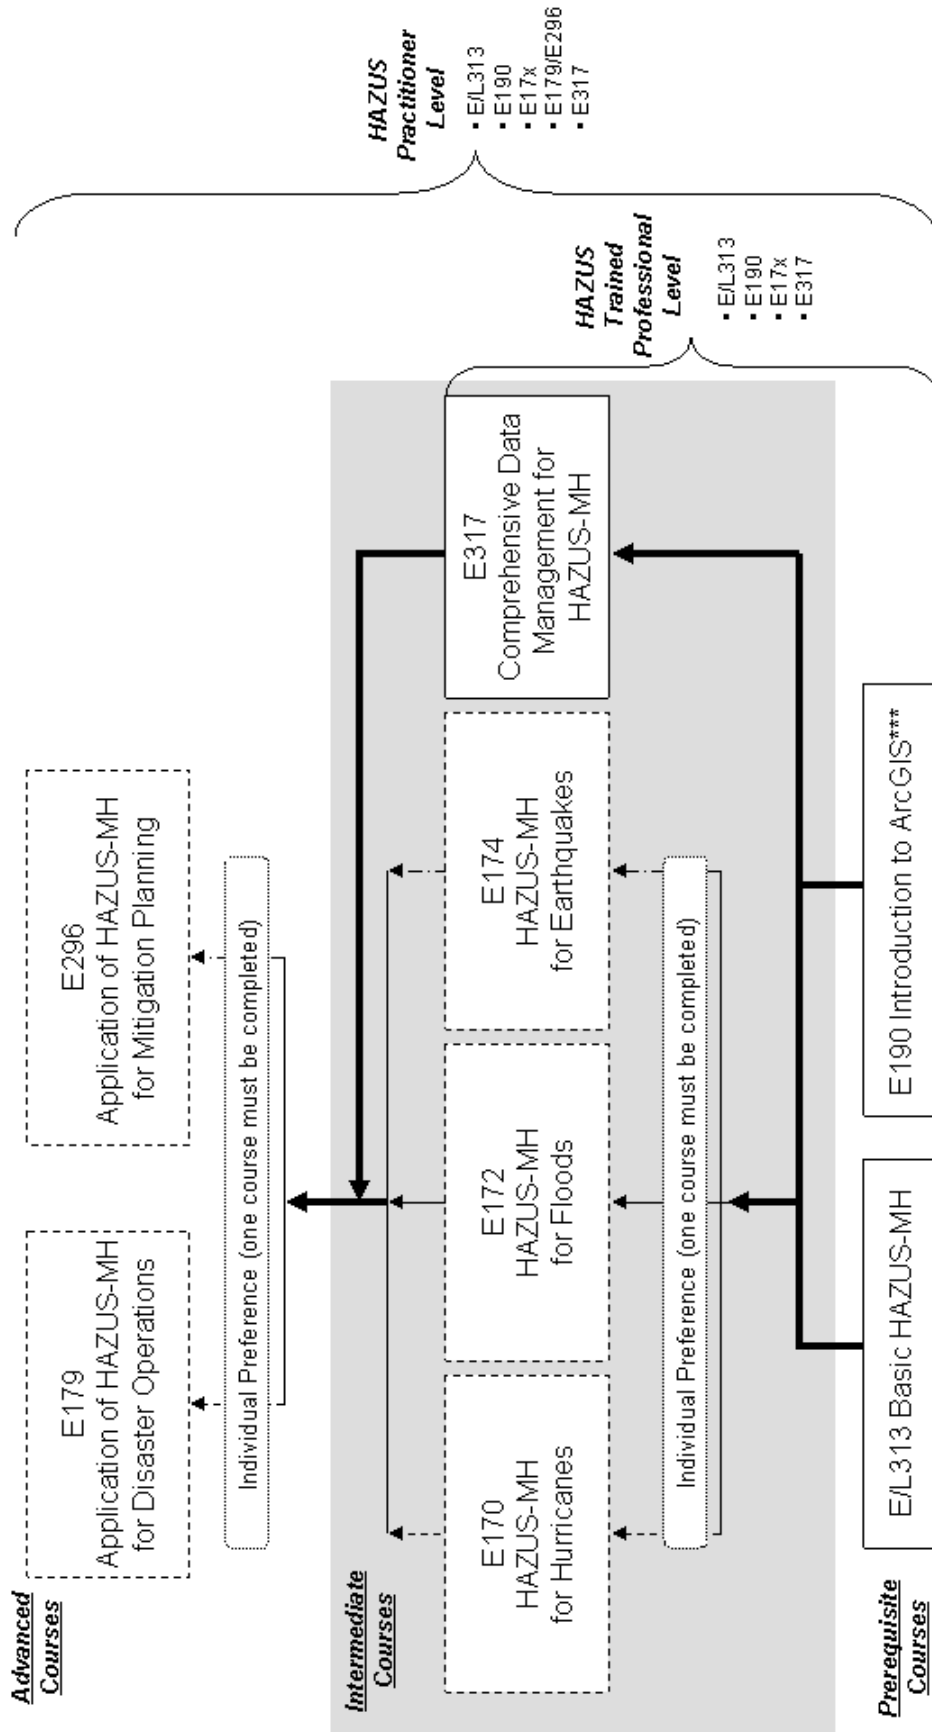 Advanced
Courses
E179
Application of HAZUS-MH
for Disaster Operations
E296
Application of HAZUS-MH
for Mitigation Planning
Individual Preference (one course must be completed)
HAZUS
Practitioner
Level
▪ E/L313
▪ E190
▪ E17x
▪ E179/E296
▪ E317
Intermediate
Courses
E170
HAZUS-MH
for Hurricanes
E172
HAZUS-MH
for Floods
E174
HAZUS-MH
for Earthquakes
E317
Comprehensive Data
Management for
HAZUS-MH
Individual Preference (one course must be completed)
HAZUS
Trained
Professional
Level
▪ E/L313
▪ E190
▪ E17x
▪ E317
Prerequisite
Courses
E/L313 Basic HAZUS-MH
E190 Introduction to ArcGIS***